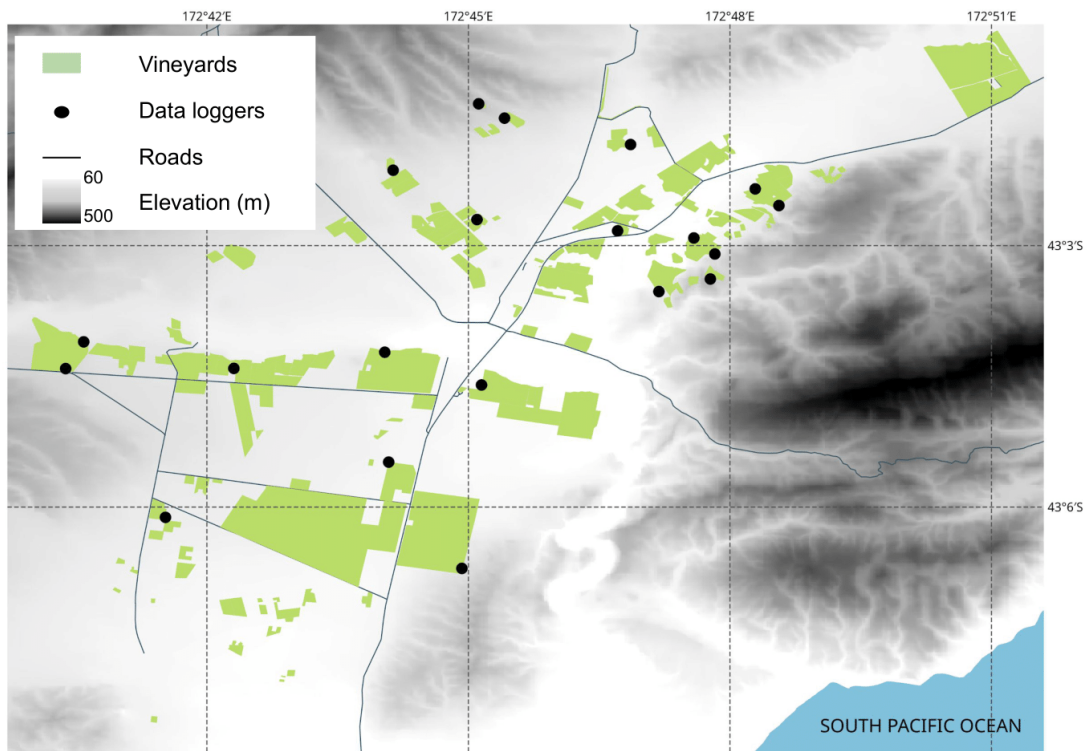 172°42'E 172°45'E 172°48'E 172°51'E
Vineyards
Data loggers
Roads
60
Elevation (m)
500
43°3'S
43°6'S
SOUTH PACIFIC OCEAN